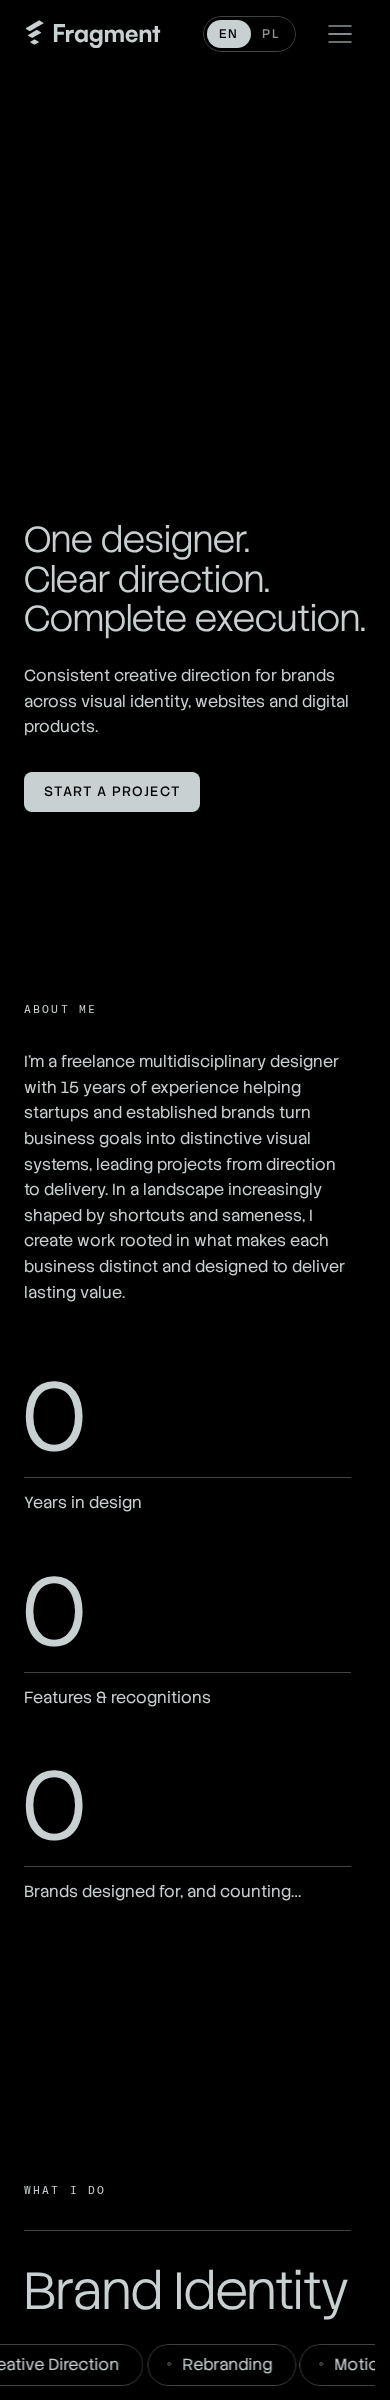 Fragment
EN PL
One designer.
Clear direction.
Complete execution.
Consistent creative direction for brands
across visual identity, websites and digital
products.
START A PROJECT
ABOUT ME
I'm a freelance multidisciplinary designer
with 15 years of experience helping
startups and established brands turn
business goals into distinctive visual
systems, leading projects from direction
to delivery. In a landscape increasingly
shaped by shortcuts and sameness, I
create work rooted in what makes each
business distinct and designed to deliver
lasting value.
0
Years in design
0
Features & recognitions
0
Brands designed for, and counting...
WHAT I DO
Brand Identity
eative Direction Rebranding Motio